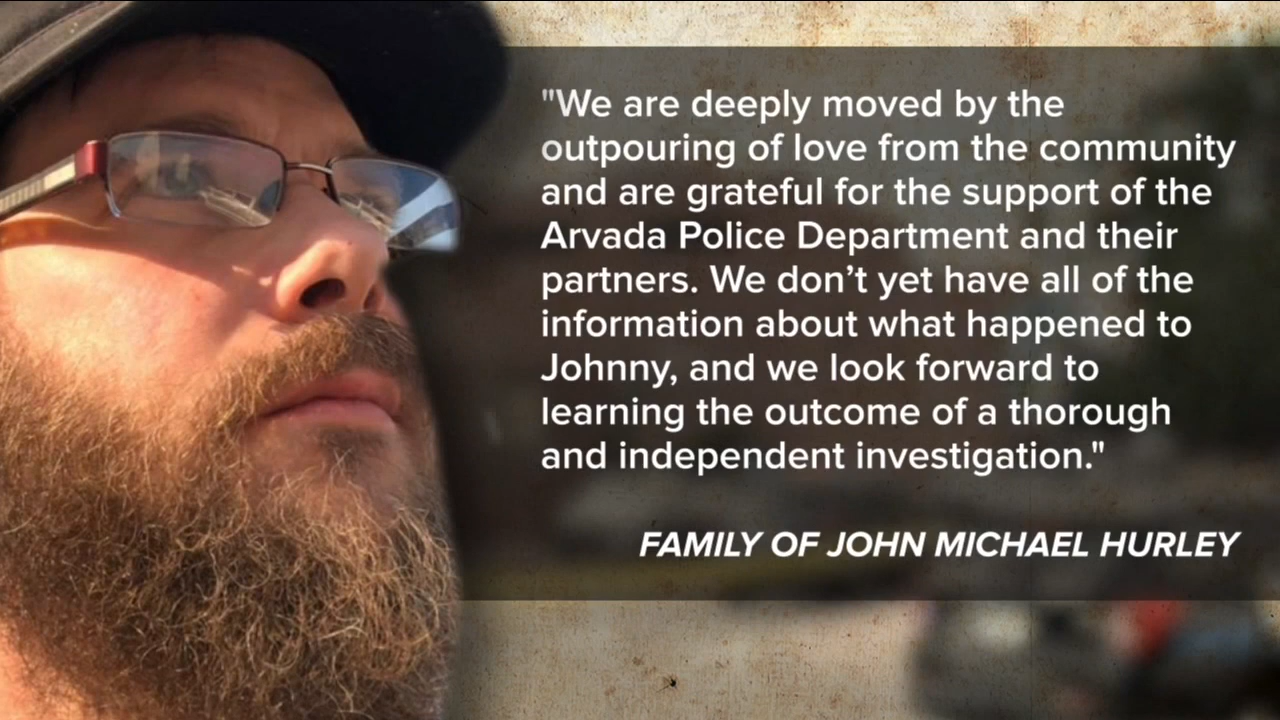 "We are deeply moved by the
outpouring of love from the community
and are grateful for the support of the
Arvada Police Department and their
partners. We don’t yet have all of the
information about what happened to
Johnny, and we look forward to
learning the outcome of a thorough
and independent investigation."
FAMILY OF JOHN MICHAEL HURLEY